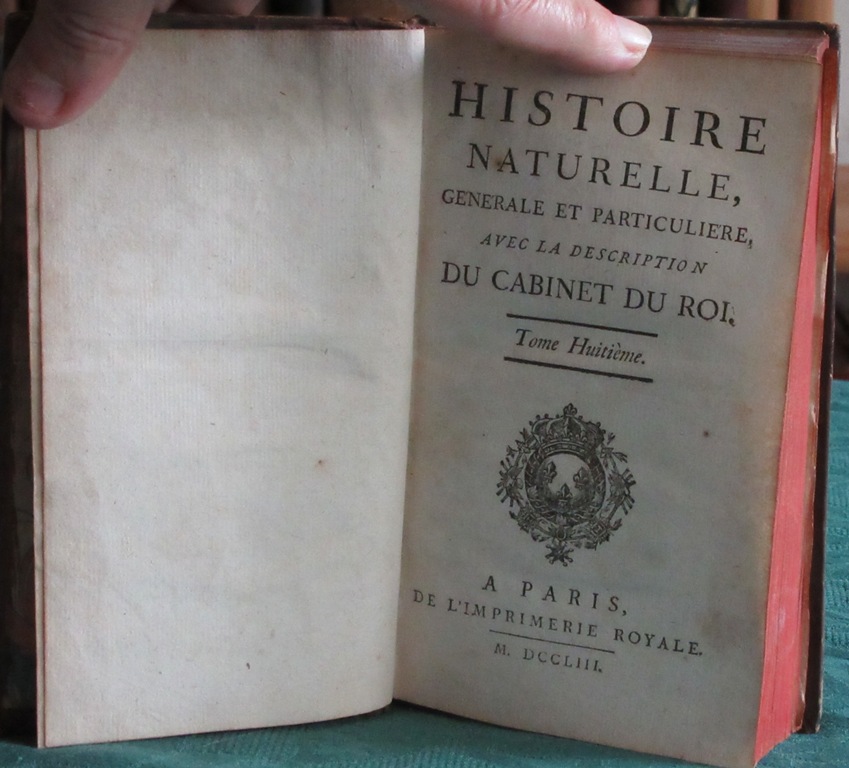 HISTOIRE
NATURELLE,
GENERALE ET PARTICULIERE,
AVEC LA DESCRIPTION
DU CABINET DU ROI.
Tome Huitième.
A PARIS,
DE L'IMPRIMERIE ROYALE.
M. DCCLIII.